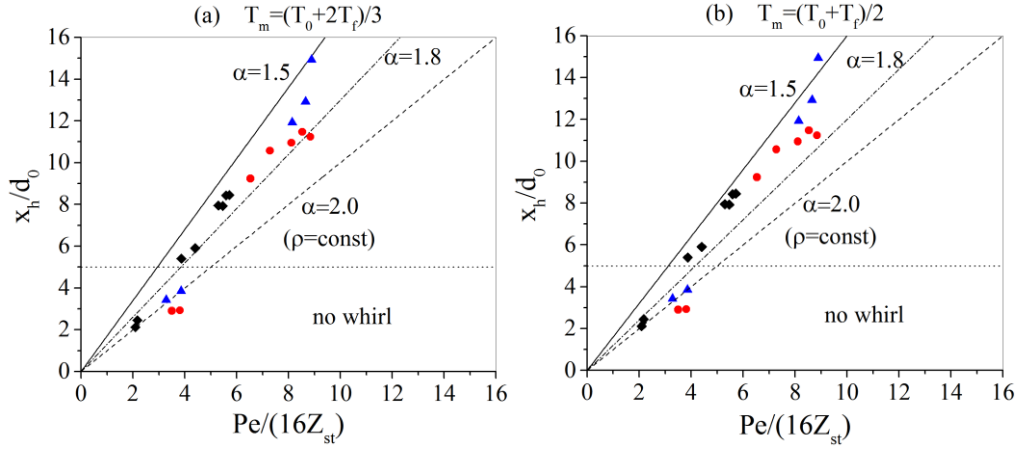 (a) T_m=(T_0+2T_f)/3
16
14
12
10
8
6
4
2
0
x_h/d_0
α=1.5
α=1.8
α=2.0
(ρ=const)
no whirl
0 2 4 6 8 10 12 14 16
Pe/(16Z_st)
(b) T_m=(T_0+T_f)/2
16
14
12
10
8
6
4
2
0
x_h/d_0
α=1.8
α=1.5
α=2.0
(ρ=const)
no whirl
0 2 4 6 8 10 12 14 16
Pe/(16Z_st)